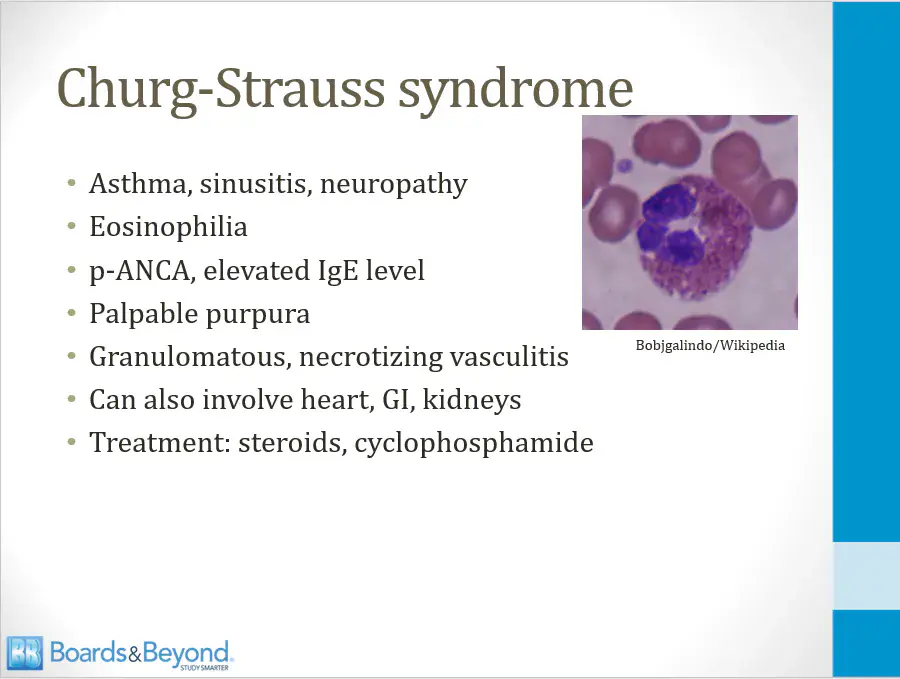 Churg-Strauss syndrome
• Asthma, sinusitis, neuropathy
• Eosinophilia
• p-ANCA, elevated IgE level
• Palpable purpura
• Granulomatous, necrotizing vasculitis
• Can also involve heart, GI, kidneys
• Treatment: steroids, cyclophosphamide
Bobjgalindo/Wikipedia
BB Boards&Beyond.
STUDY SMARTER